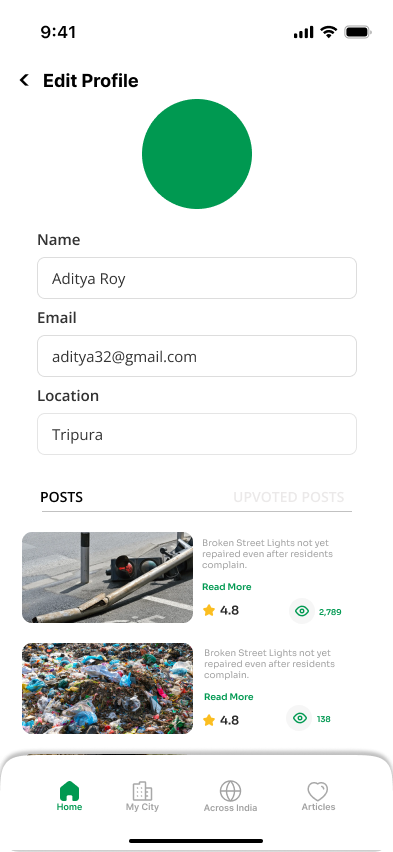 9:41
Edit Profile
Name
Aditya Roy
Email
aditya32@gmail.com
Location
Tripura
POSTS UPVOTED POSTS
Broken Street Lights not yet
repaired even after residents
complain.
Read More
4.8 2,789
Broken Street Lights not yet
repaired even after residents
complain.
Read More
4.8 138
Home My City Across India Articles